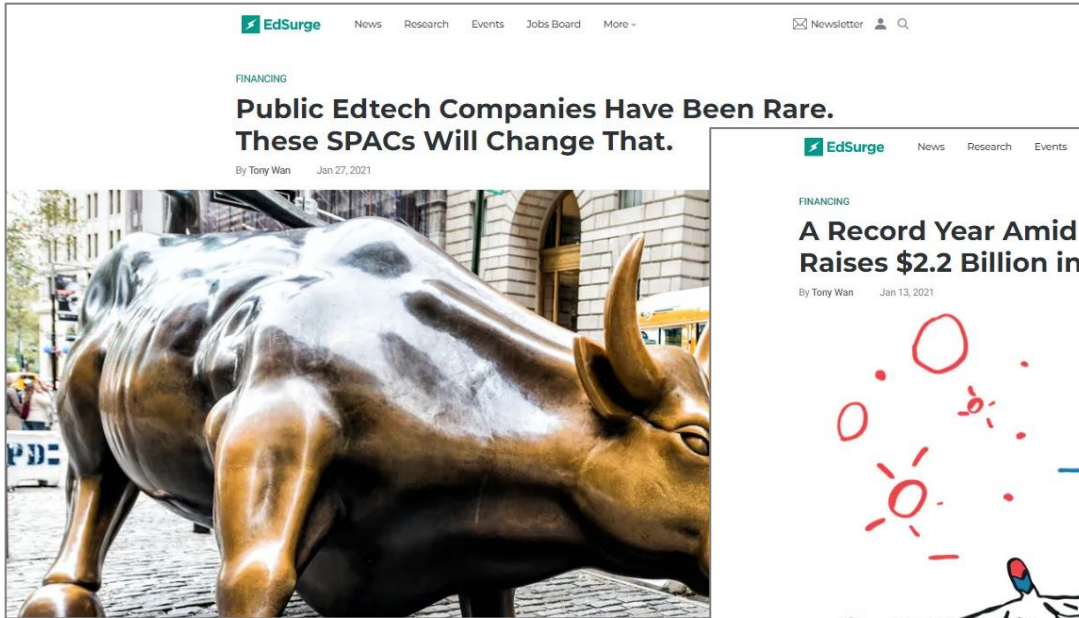 EdSurge News Research Events Jobs Board More Newsletter
FINANCING
Public Edtech Companies Have Been Rare.
These SPACs Will Change That.
By Tony Wan Jan 27, 2021
EdSurge News Research Events
FINANCING
A Record Year Amid
Raises $2.2 Billion in
By Tony Wan Jan 13, 2021